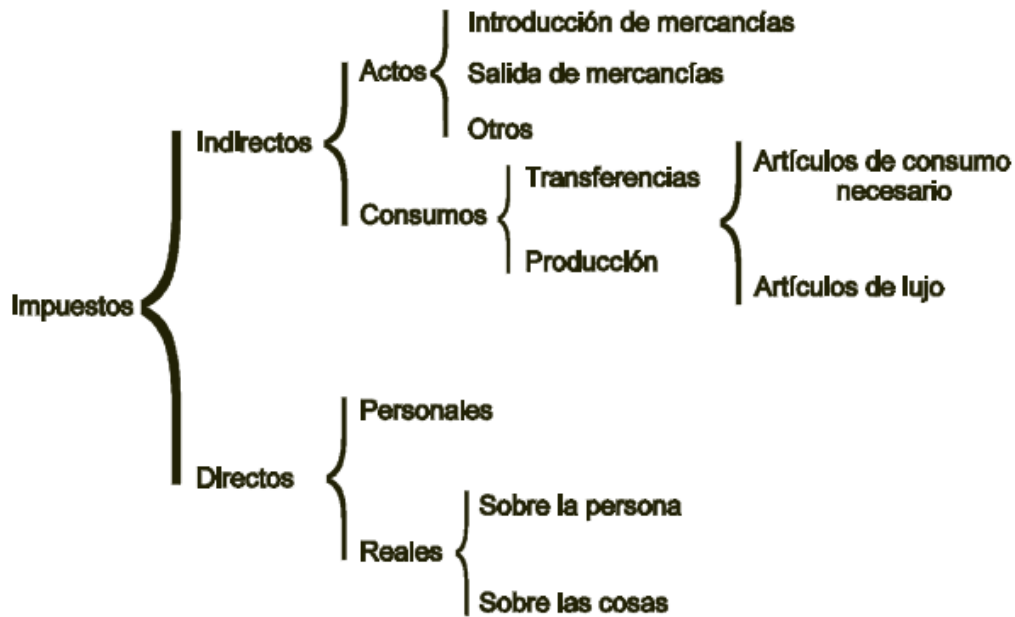 Impuestos
Indirectos
Actos
Introducción de mercancías
Salida de mercancías
Otros
Consumos
Transferencias
Producción
Artículos de consumo
necesario
Artículos de lujo
Directos
Personales
Reales
Sobre la persona
Sobre las cosas